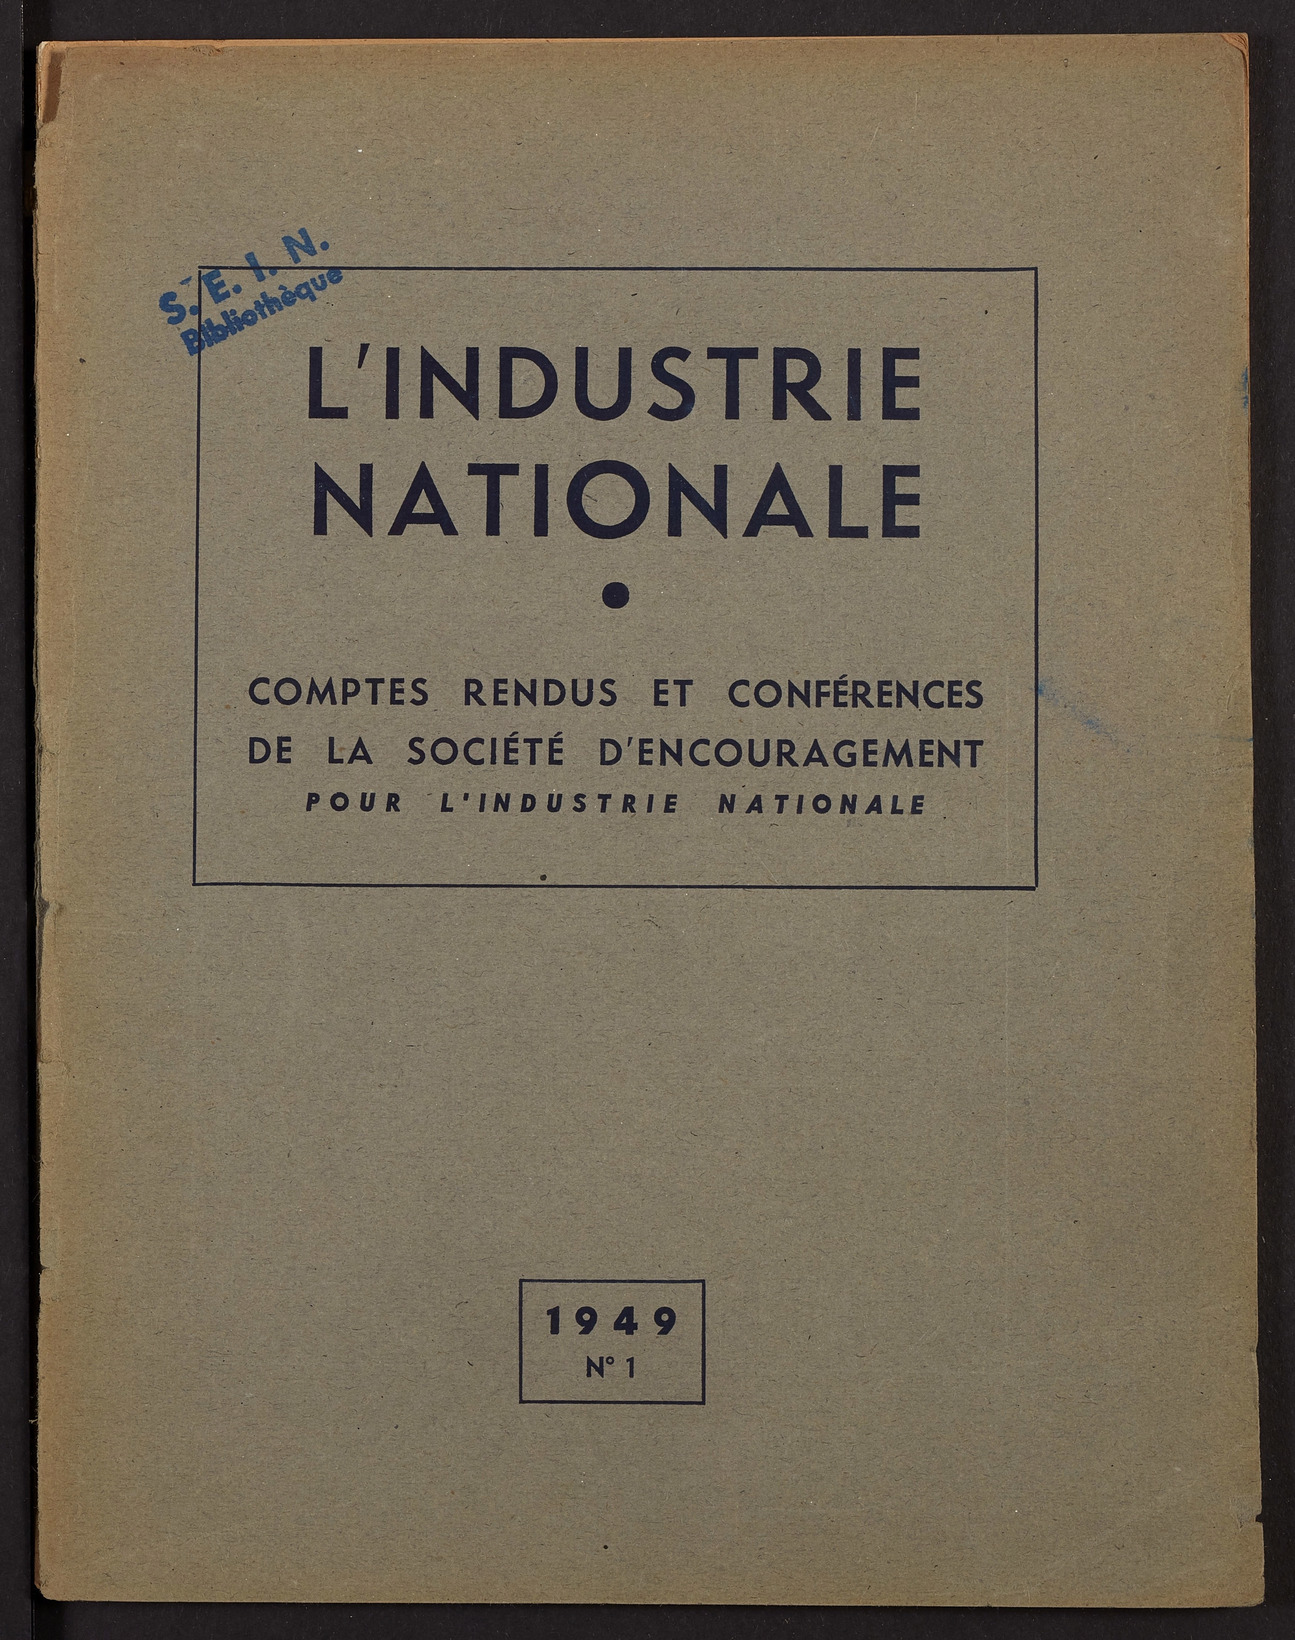 S. E. I. N.
Bibliothèque
L'INDUSTRIE
NATIONALE
●
COMPTES RENDUS ET CONFÉRENCES
DE LA SOCIÉTÉ D'ENCOURAGEMENT
POUR L'INDUSTRIE NATIONALE
1949
N° 1